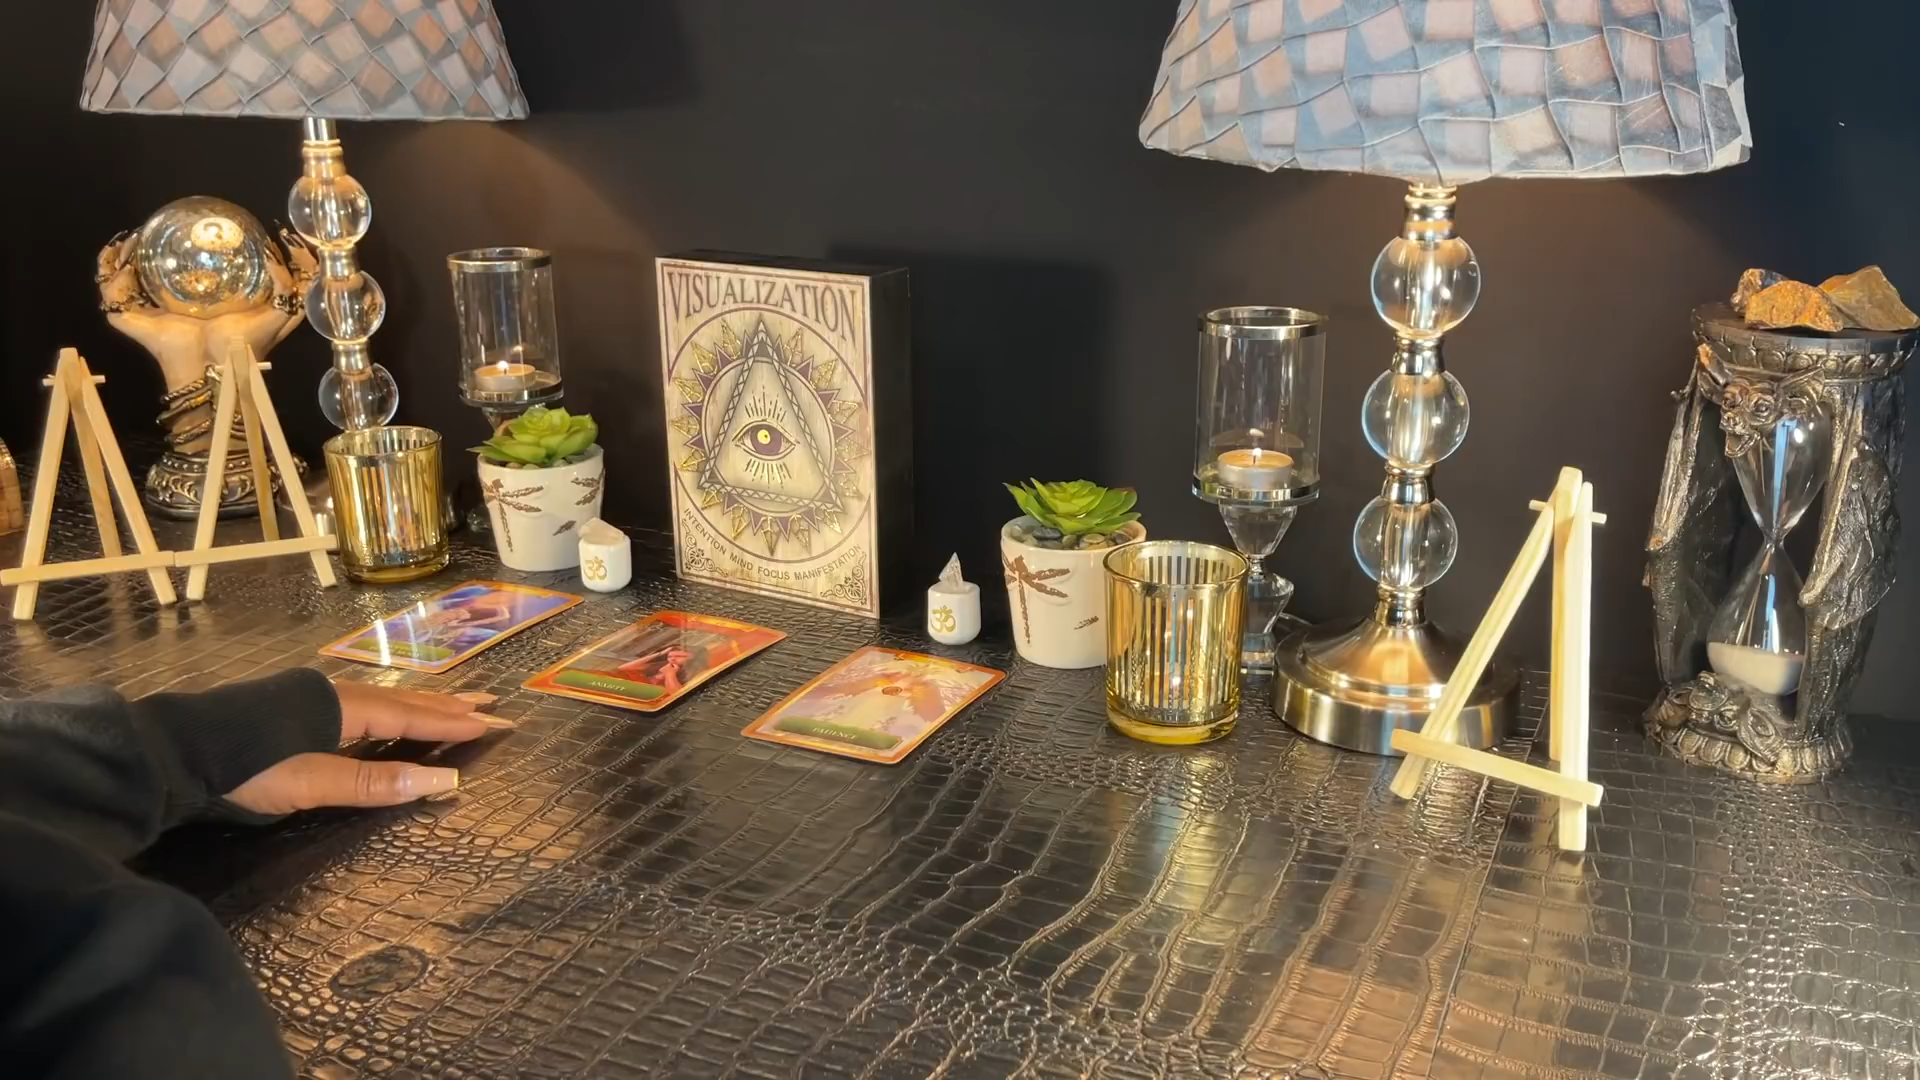 VISUALIZATION
INTENTION MIND FOCUS MANIFESTATION
ANXIETY
PATIENCE
ॐ
ॐ